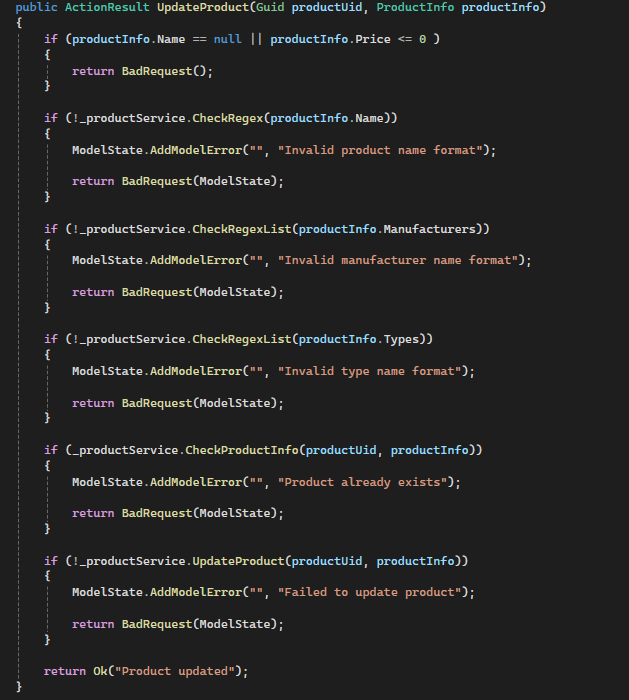 public ActionResult UpdateProduct(Guid productUid, ProductInfo productInfo)
{
if (productInfo.Name == null || productInfo.Price <= 0 )
{
return BadRequest();
}
if (!_productService.CheckRegex(productInfo.Name))
{
ModelState.AddModelError("", "Invalid product name format");
return BadRequest(ModelState);
}
if (!_productService.CheckRegexList(productInfo.Manufacturers))
{
ModelState.AddModelError("", "Invalid manufacturer name format");
return BadRequest(ModelState);
}
if (!_productService.CheckRegexList(productInfo.Types))
{
ModelState.AddModelError("", "Invalid type name format");
return BadRequest(ModelState);
}
if (_productService.CheckProductInfo(productUid, productInfo))
{
ModelState.AddModelError("", "Product already exists");
return BadRequest(ModelState);
}
if (!_productService.UpdateProduct(productUid, productInfo))
{
ModelState.AddModelError("", "Failed to update product");
return BadRequest(ModelState);
}
return Ok("Product updated");
}